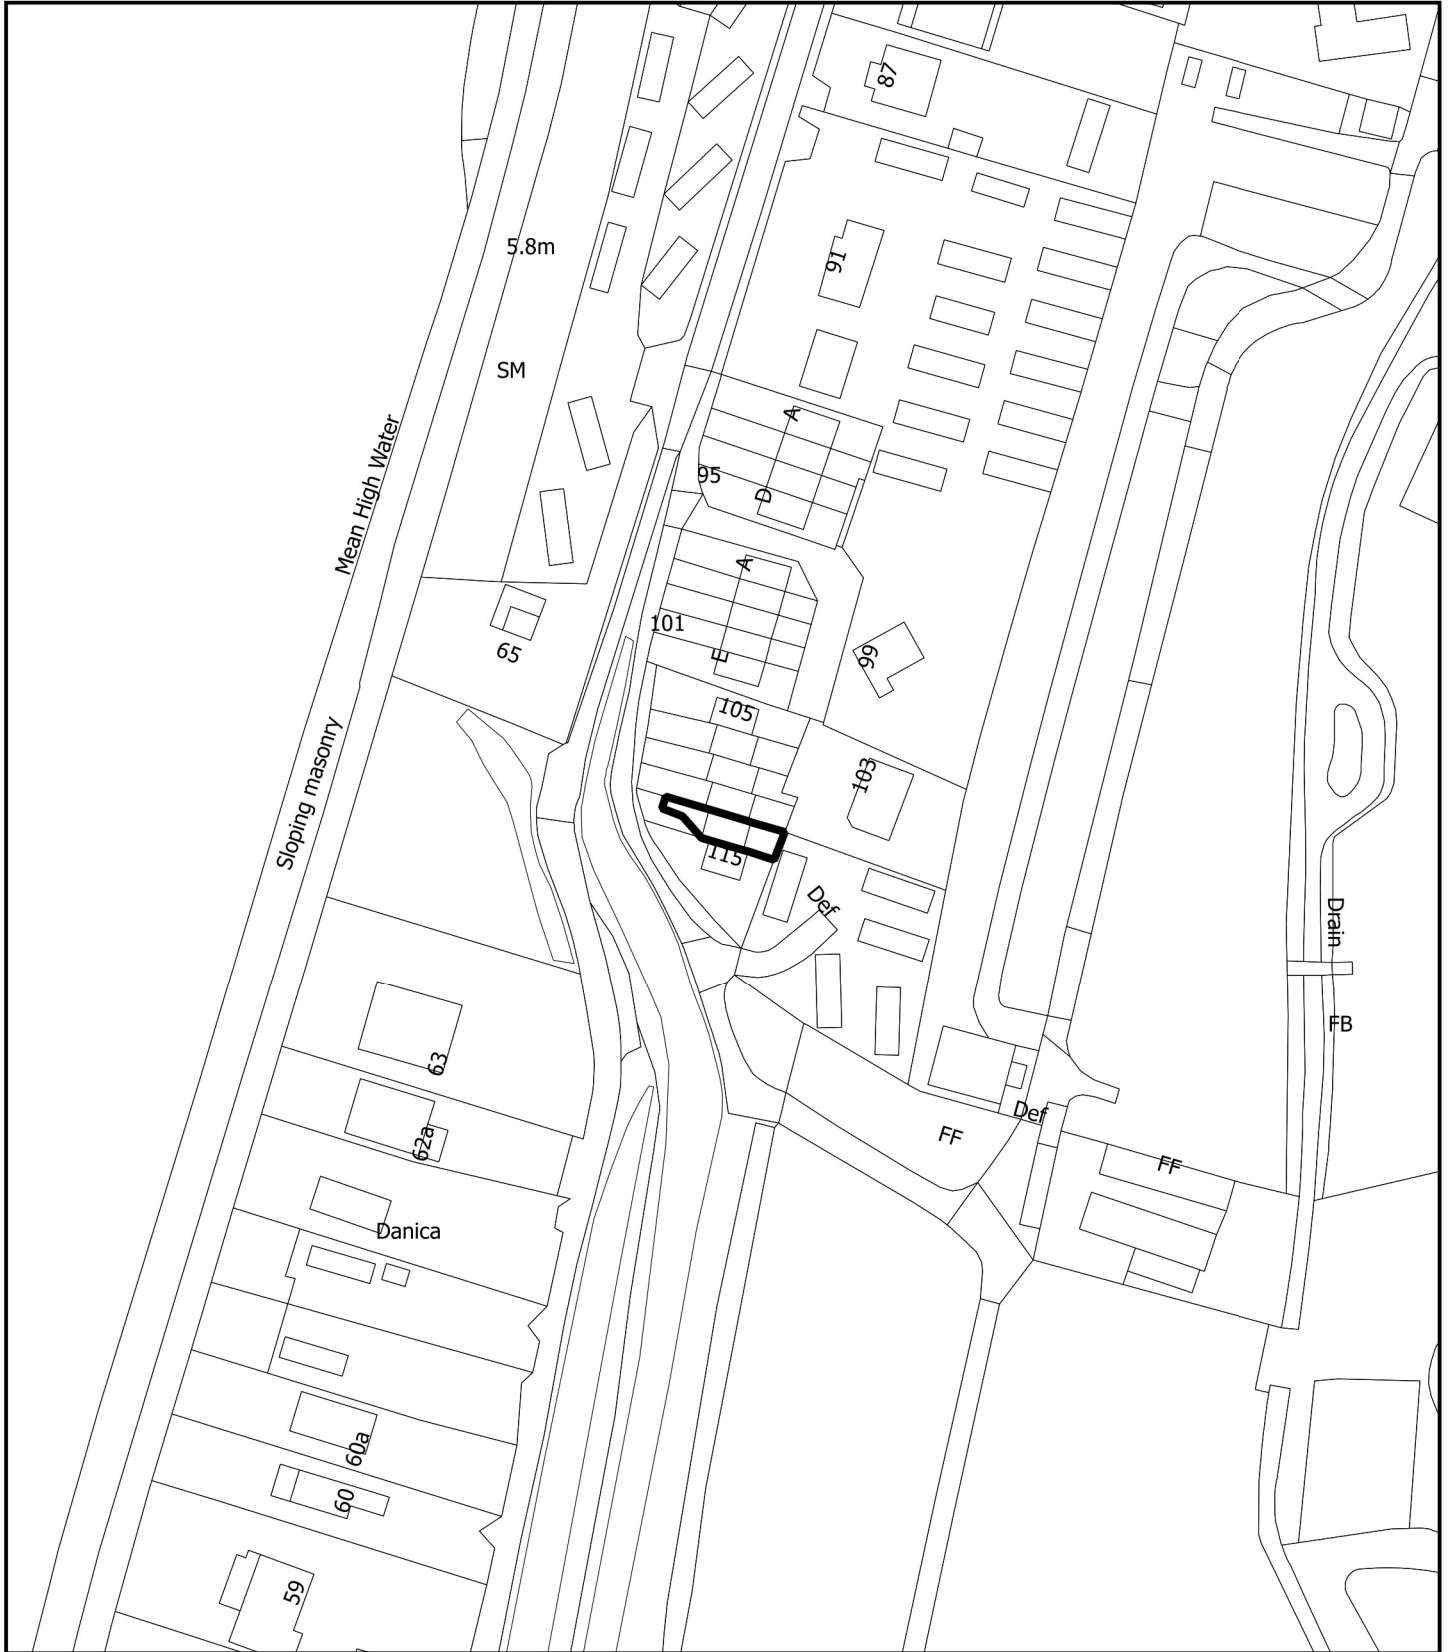 87
5.8m
91
SM
A
Mean High Water
95
D
A
101
E
65
99
105
Sloping masonry
103
115
Def
Drain
FB
63
Def
FF
62a
FF
Danica
60a
60
59